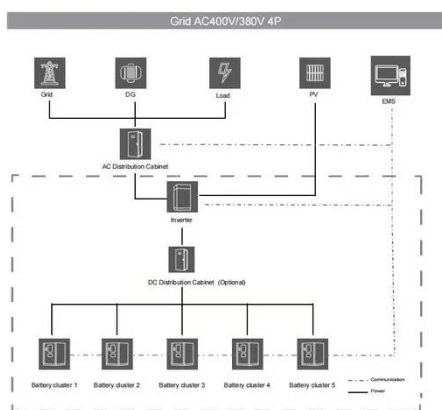 Grid AC400V/380V 4P
Grid
DG
Load
PV
EMS
AC Distribution Cabinet
Inverter
DC Distribution Cabinet (Optional)
Battery cluster 1
Battery cluster 2
Battery cluster 3
Battery cluster 4
Battery cluster 5
Communication
Power